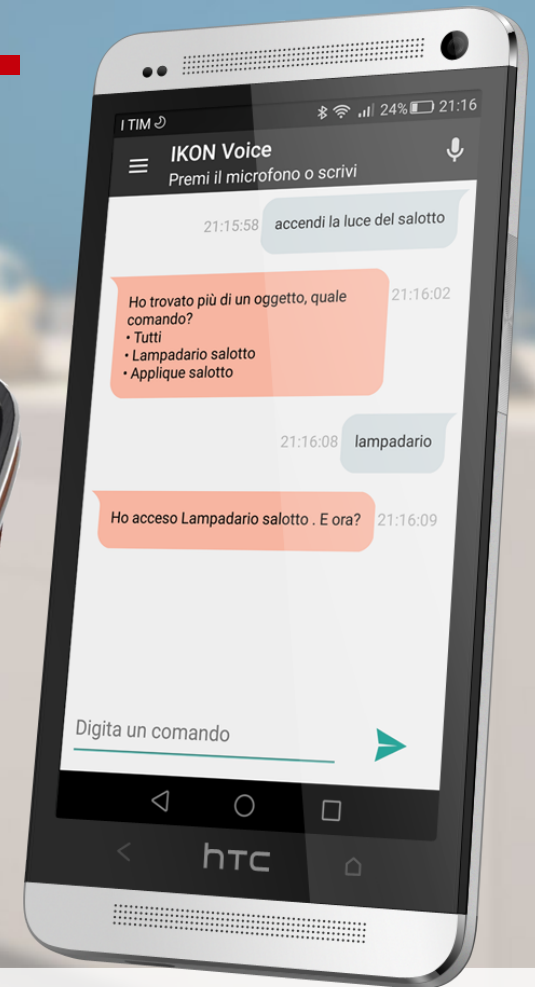 I TIM 24% 21:16
IKON Voice
Premi il microfono o scrivi
21:15:58 accendi la luce del salotto
Ho trovato più di un oggetto, quale 21:16:02
comando?
• Tutti
• Lampadario salotto
• Applique salotto
21:16:08 lampadario
Ho acceso Lampadario salotto . E ora? 21:16:09
Digita un comando
hTC